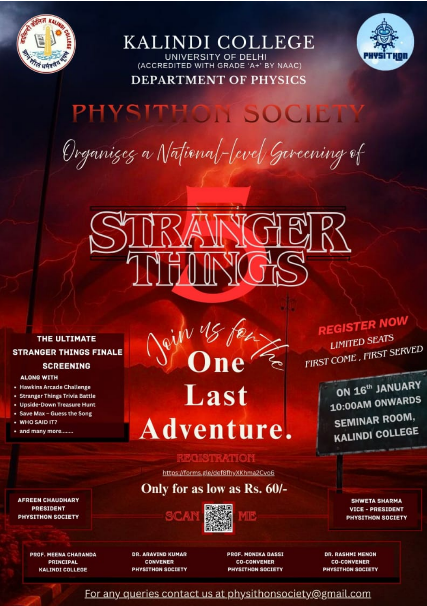 KALINDI COLLEGE
UNIVERSITY OF DELHI
(ACCREDITED WITH GRADE 'A+' BY NAAC)
DEPARTMENT OF PHYSICS
PHYSITHON
PHYSITHON SOCIETY
Organises a National-level Screening of
5
STRANGER
THINGS
Join us for the
One
Last
Adventure.
THE ULTIMATE
STRANGER THINGS FINALE
SCREENING
ALONG WITH
• Hawkins Arcade Challenge
• Stranger Things Trivia Battle
• Upside-Down Treasure Hunt
• Save Max – Guess the Song
• WHO SAID IT?
• and many more.......
REGISTER NOW
LIMITED SEATS
FIRST COME , FIRST SERVED
ON 16th JANUARY
10:00AM ONWARDS
SEMINAR ROOM,
KALINDI COLLEGE
REGISTRATION
Only for as low as Rs. 60/-
SCAN ME
AFREEN CHAUDHARY
PRESIDENT
PHYSITHON SOCIETY
SHWETA SHARMA
VICE - PRESIDENT
PHYSITHON SOCIETY
PROF. MEENA CHARANDA
PRINCIPAL
KALINDI COLLEGE
DR. ARAVIND KUMAR
CONVENER
PHYSITHON SOCIETY
PROF. MONIKA BASSI
CO-CONVENER
PHYSITHON SOCIETY
DR. RASHMI MENON
CO-CONVENER
PHYSITHON SOCIETY
For any queries contact us at physithonsociety@gmail.com